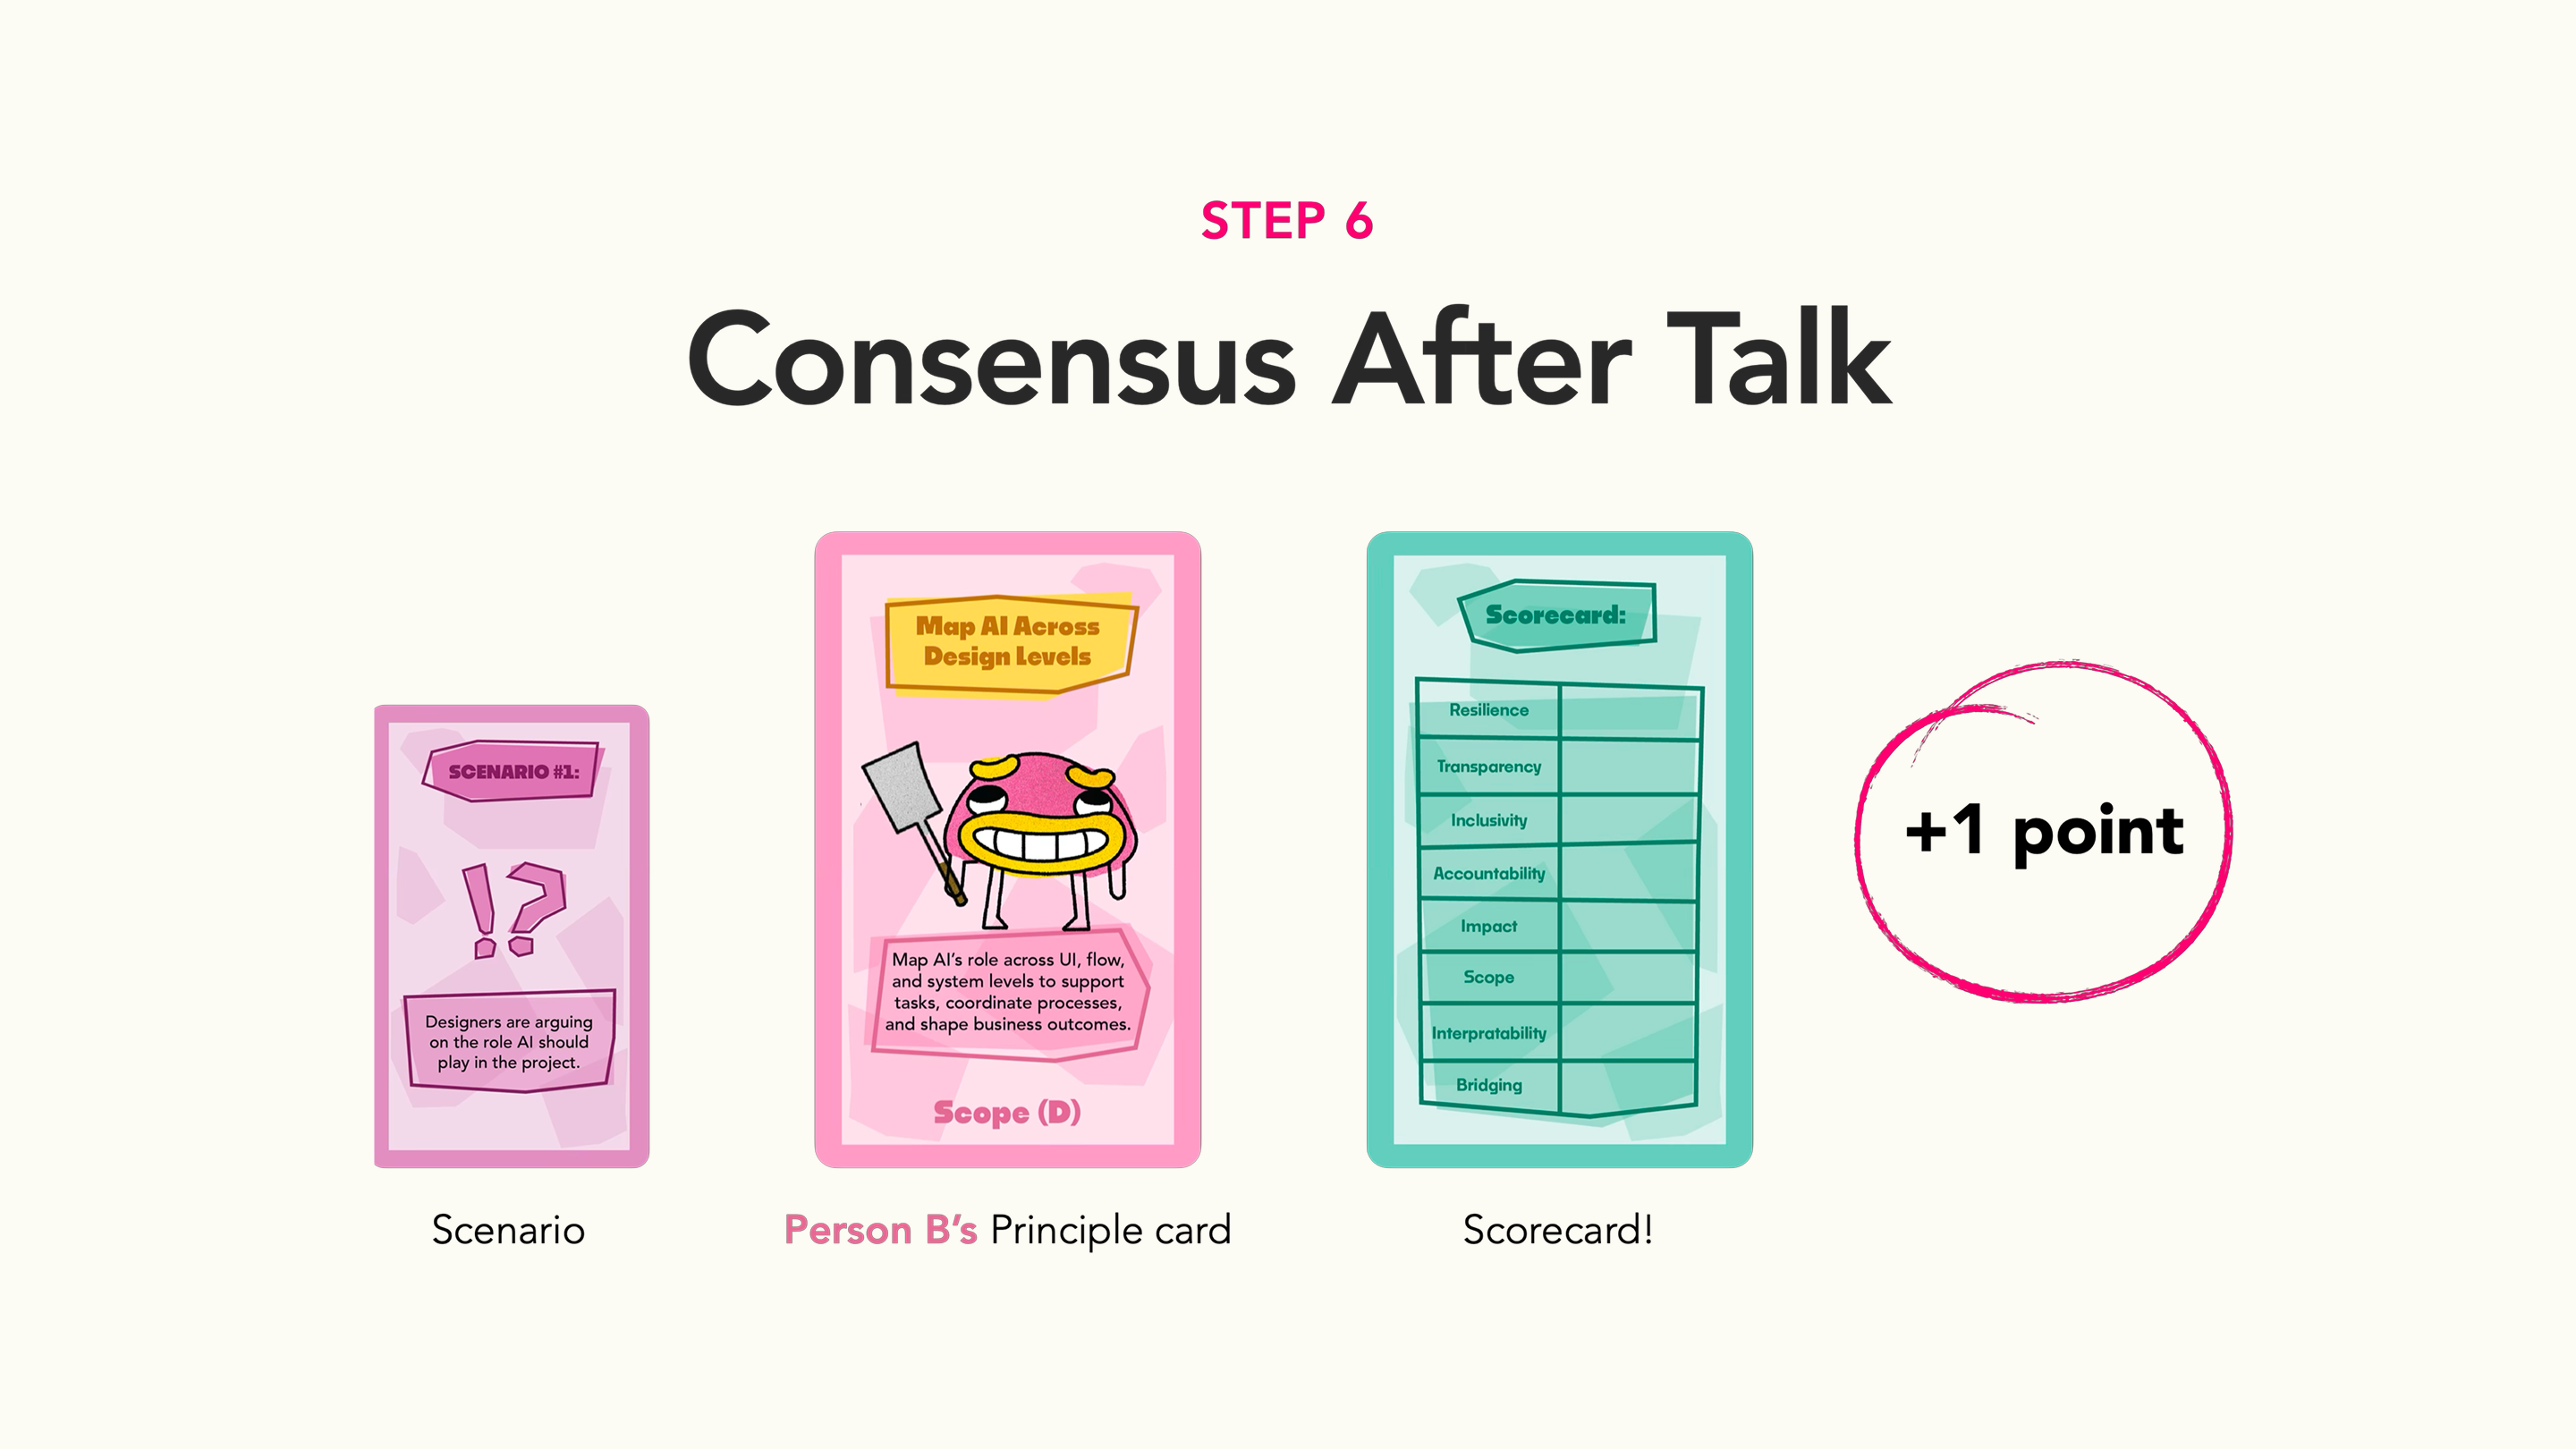 STEP 6
Consensus After Talk
SCENARIO #1:
!?
Designers are arguing
on the role AI should
play in the project.
Scenario
Map AI Across
Design Levels
Map AI's role across UI, flow,
and system levels to support
tasks, coordinate processes,
and shape business outcomes.
Scope (D)
Person B's Principle card
Scorecard:
Resilience
Transparency
Inclusivity
Accountability
Impact
Scope
Interpratability
Bridging
Scorecard!
+1 point